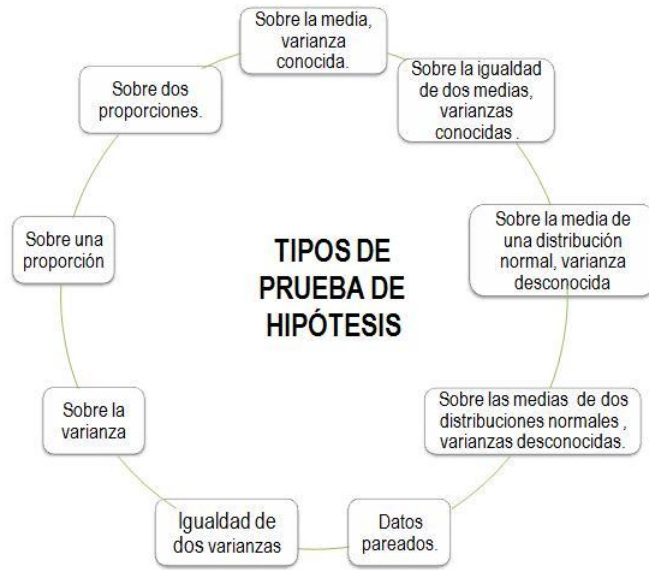 Sobre la media,
varianza
conocida.
Sobre la igualdad
de dos medias,
varianzas
conocidas .
Sobre la media de
una distribución
normal, varianza
desconocida
Sobre las medias de dos
distribuciones normales ,
varianzas desconocidas.
Datos
pareados.
Igualdad de
dos varianzas
Sobre la
varianza
Sobre una
proporción
Sobre dos
proporciones.
TIPOS DE
PRUEBA DE
HIPÓTESIS